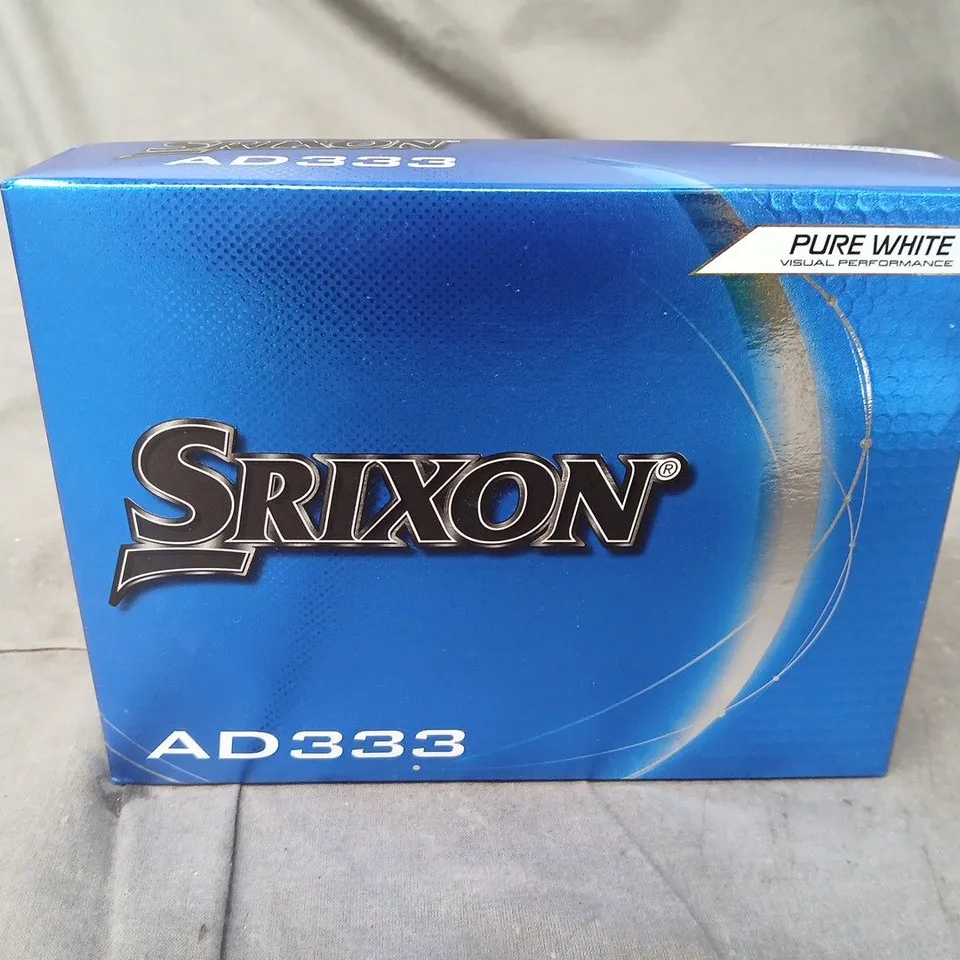 SRIXON
AD333
PURE WHITE
VISUAL PERFORMANCE
SRIXON®
AD333